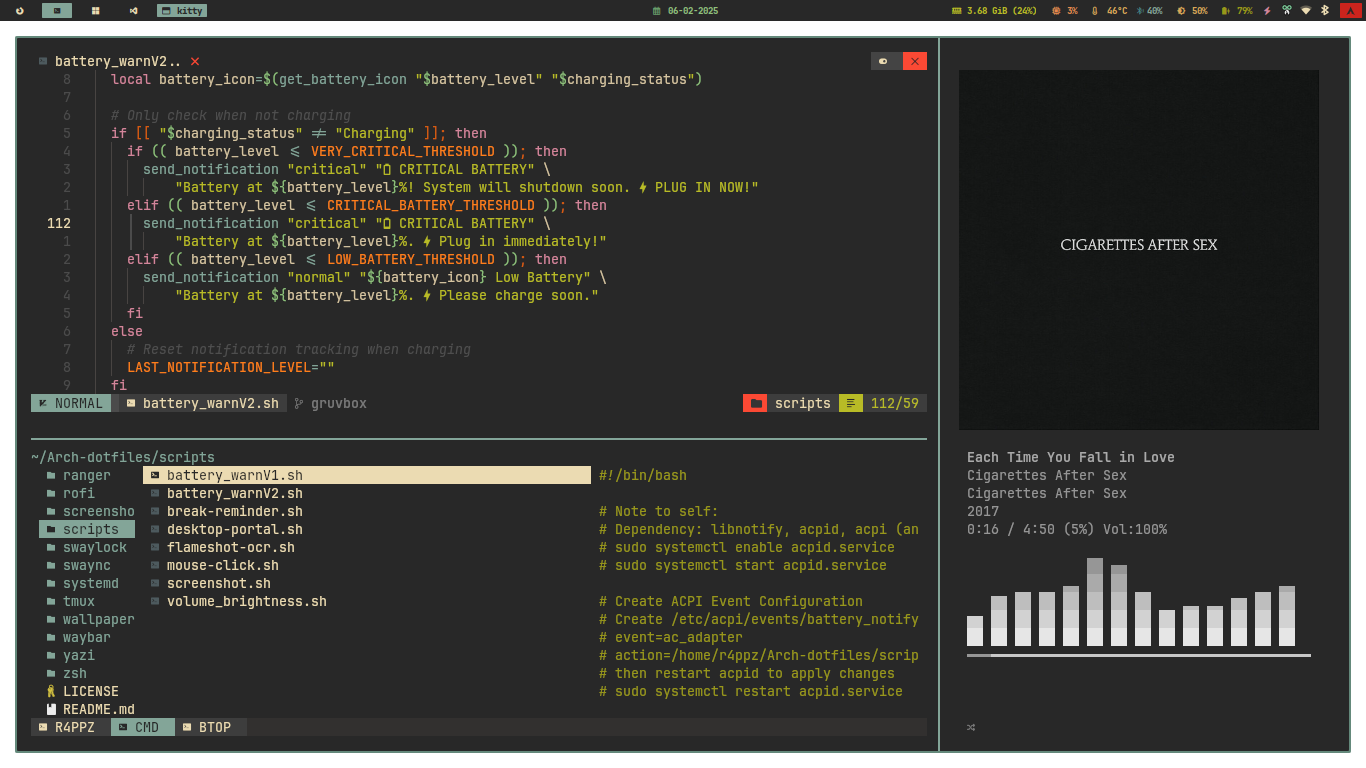 kitty
06-02-2025
3.68 GiB (24%)
3%
46°C
40%
50%
79%
battery_warnV2..
8 local battery_icon=$(get_battery_icon "$battery_level" "$charging_status")
7
6 # Only check when not charging
5 if [[ "$charging_status" ≠ "Charging" ]]; then
4 if (( battery_level ≤ VERY_CRITICAL_THRESHOLD )); then
3 send_notification "critical" " CRITICAL BATTERY" \
2 "Battery at ${battery_level}%! System will shutdown soon. ⚡ PLUG IN NOW!"
1 elif (( battery_level ≤ CRITICAL_BATTERY_THRESHOLD )); then
112 send_notification "critical" " CRITICAL BATTERY" \
1 "Battery at ${battery_level}%. ⚡ Plug in immediately!"
2 elif (( battery_level ≤ LOW_BATTERY_THRESHOLD )); then
3 send_notification "normal" "${battery_icon} Low Battery" \
4 "Battery at ${battery_level}%. ⚡ Please charge soon."
5 fi
6 else
7 # Reset notification tracking when charging
8 LAST_NOTIFICATION_LEVEL=""
9 fi
NORMAL battery_warnV2.sh gruvbox scripts 112/59
~/Arch-dotfiles/scripts
ranger
rofi
screensho
scripts
swaylock
swaync
systemd
tmux
wallpaper
waybar
yazi
zsh
LICENSE
README.md
battery_warnV1.sh
battery_warnV2.sh
break-reminder.sh
desktop-portal.sh
flameshot-ocr.sh
mouse-click.sh
screenshot.sh
volume_brightness.sh
#!/bin/bash
# Note to self:
# Dependency: libnotify, acpid, acpi (an
# sudo systemctl enable acpid.service
# sudo systemctl start acpid.service
# Create ACPI Event Configuration
# Create /etc/acpi/events/battery_notify
# event=ac_adapter
# action=/home/r4ppz/Arch-dotfiles/scrip
# then restart acpid to apply changes
# sudo systemctl restart acpid.service
R4PPZ CMD BTOP
CIGARETTES AFTER SEX
Each Time You Fall in Love
Cigarettes After Sex
Cigarettes After Sex
2017
0:16 / 4:50 (5%) Vol:100%